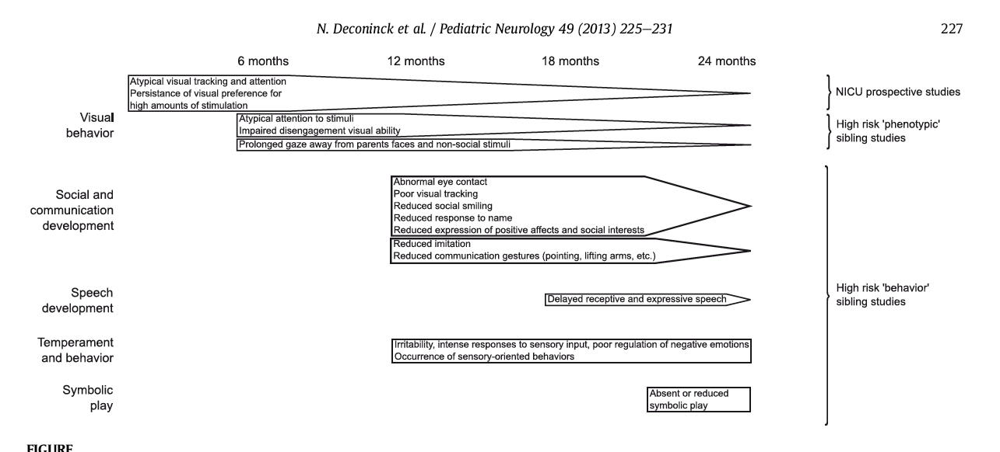 N. Deconinck et al. / Pediatric Neurology 49 (2013) 225–231
227
6 months
12 months
18 months
24 months
Atypical visual tracking and attention
Persistance of visual preference for
high amounts of stimulation
NICU prospective studies
Visual
behavior
Atypical attention to stimuli
Impaired disengagement visual ability
Prolonged gaze away from parents faces and non-social stimuli
High risk 'phenotypic'
sibling studies
Social and
communication
development
Abnormal eye contact
Poor visual tracking
Reduced social smiling
Reduced response to name
Reduced expression of positive affects and social interests
Reduced imitation
Reduced communication gestures (pointing, lifting arms, etc.)
Speech
development
Delayed receptive and expressive speech
High risk 'behavior'
sibling studies
Temperament
and behavior
Irritability, intense responses to sensory input, poor regulation of negative emotions
Occurrence of sensory-oriented behaviors
Symbolic
play
Absent or reduced
symbolic play
FIGURE